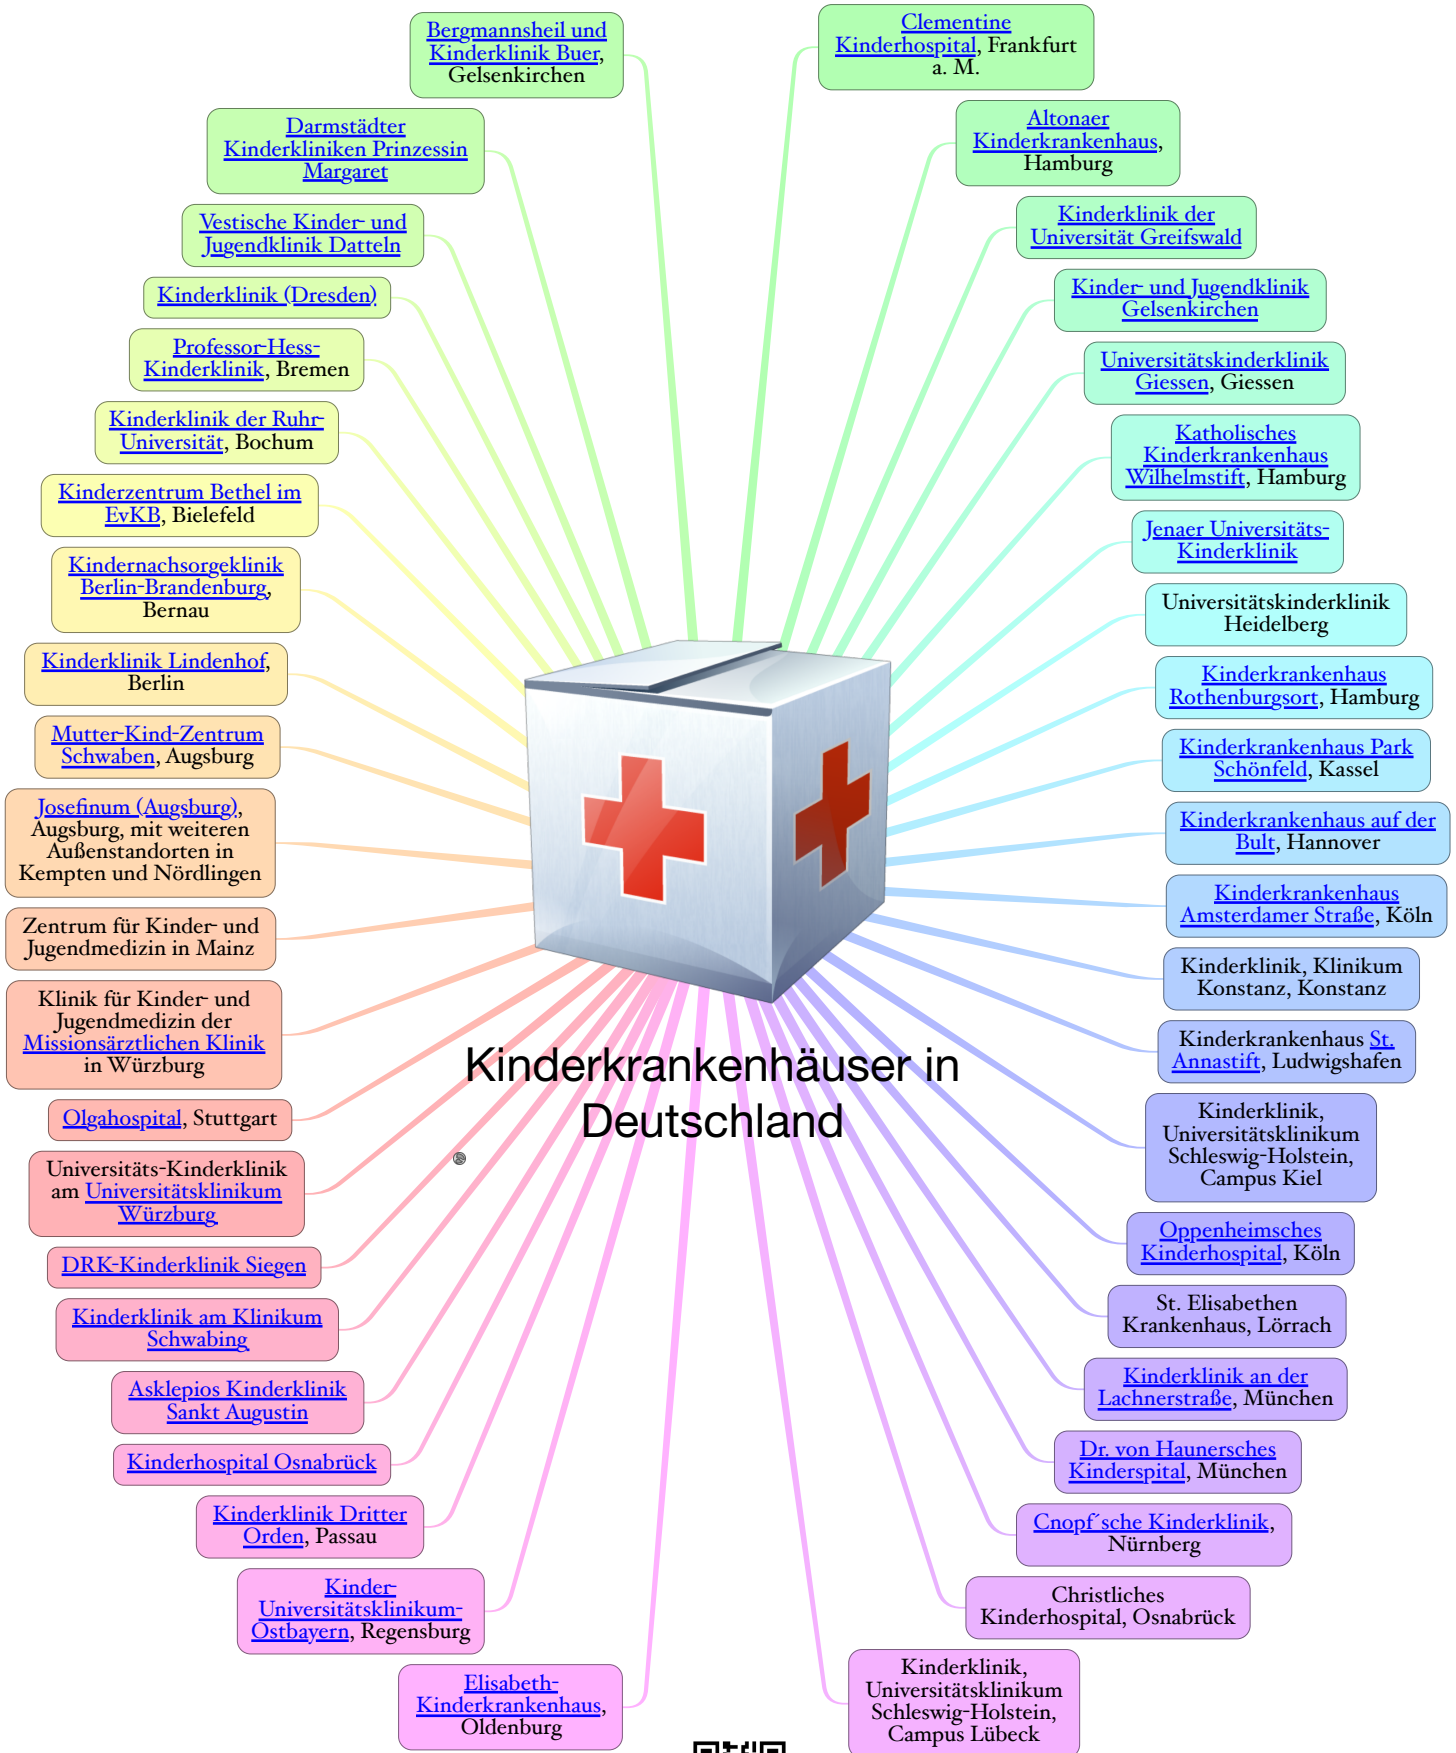 Bergmannsheil und
Kinderklinik Buer,
Gelsenkirchen
Darmstädter
Kinderkliniken Prinzessin
Margaret
Vestische Kinder- und
Jugendklinik Datteln
Kinderklinik (Dresden)
Professor-Hess-
Kinderklinik, Bremen
Kinderklinik der Ruhr-
Universität, Bochum
Kinderzentrum Bethel im
EvKB, Bielefeld
Kindernachsorgeklinik
Berlin-Brandenburg,
Bernau
Kinderklinik Lindenhof,
Berlin
Mutter-Kind-Zentrum
Schwaben, Augsburg
Josefinum (Augsburg),
Augsburg, mit weiteren
Außenstandorten in
Kempten und Nördlingen
Zentrum für Kinder- und
Jugendmedizin in Mainz
Klinik für Kinder- und
Jugendmedizin der
Missionsärztlichen Klinik
in Würzburg
Olgahospital, Stuttgart
Universitäts-Kinderklinik
am Universitätsklinikum
Würzburg
DRK-Kinderklinik Siegen
Kinderklinik am Klinikum
Schwabing
Asklepios Kinderklinik
Sankt Augustin
Kinderhospital Osnabrück
Kinderklinik Dritter
Orden, Passau
Kinder-
Universitätsklinikum-
Ostbayern, Regensburg
Elisabeth-
Kinderkrankenhaus,
Oldenburg
Kinderkrankenhäuser in
Deutschland
Clementine
Kinderhospital, Frankfurt
a. M.
Altonaer
Kinderkrankenhaus,
Hamburg
Kinderklinik der
Universität Greifswald
Kinder- und Jugendklinik
Gelsenkirchen
Universitätskinderklinik
Giessen, Giessen
Katholisches
Kinderkrankenhaus
Wilhelmstift, Hamburg
Jenaer Universitäts-
Kinderklinik
Universitätskinderklinik
Heidelberg
Kinderkrankenhaus
Rothenburgsort, Hamburg
Kinderkrankenhaus Park
Schönfeld, Kassel
Kinderkrankenhaus auf der
Bult, Hannover
Kinderkrankenhaus
Amsterdamer Straße, Köln
Kinderklinik, Klinikum
Konstanz, Konstanz
Kinderkrankenhaus St.
Annastift, Ludwigshafen
Kinderklinik,
Universitätsklinikum
Schleswig-Holstein,
Campus Kiel
Oppenheimsches
Kinderhospital, Köln
St. Elisabethen
Krankenhaus, Lörrach
Kinderklinik an der
Lachnerstraße, München
Dr. von Haunersches
Kinderspital, München
Cnopf´sche Kinderklinik,
Nürnberg
Christliches
Kinderhospital, Osnabrück
Kinderklinik,
Universitätsklinikum
Schleswig-Holstein,
Campus Lübeck